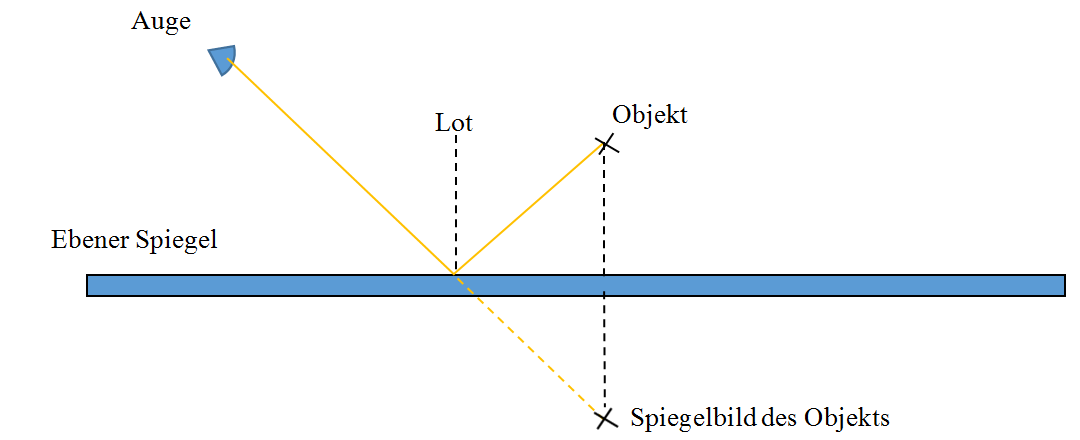 Auge
Objekt
Lot
Ebener Spiegel
Spiegelbild des Objekts